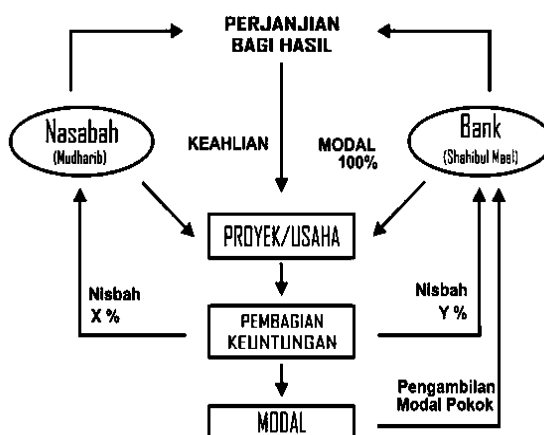 PERJANJIAN
BAGI HASIL
Nasabah
(Mudharib)
KEAHLIAN
MODAL
100%
Bank
(Shahibul Maal)
PROYEK/USAHA
Nisbah
X %
PEMBAGIAN
KEUNTUNGAN
Nisbah
Y %
MODAL
Pengambilan
Modal Pokok